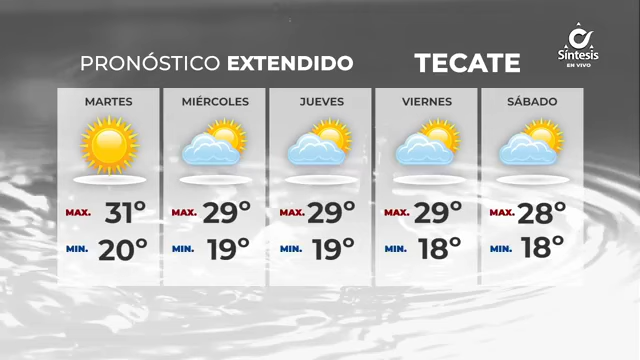 PRONÓSTICO EXTENDIDO
TECATE
Síntesis
EN VIVO
MARTES
MAX. 31°
MIN. 20°
MIÉRCOLES
MAX. 29°
MIN. 19°
JUEVES
MAX. 29°
MIN. 19°
VIERNES
MAX. 29°
MIN. 18°
SÁBADO
MAX. 28°
MIN. 18°